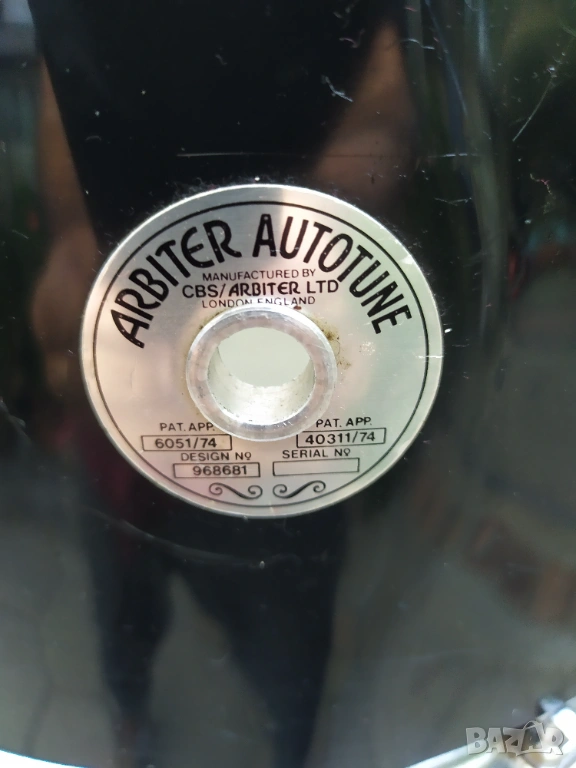 ARBITER AUTOTUNE
MANUFACTURED BY
CBS/ARBITER LTD
LONDON ENGLAND
PAT. APP. PAT. APP.
6051/74 40311/74
DESIGN Nº SERIAL Nº
968681
BAZAR